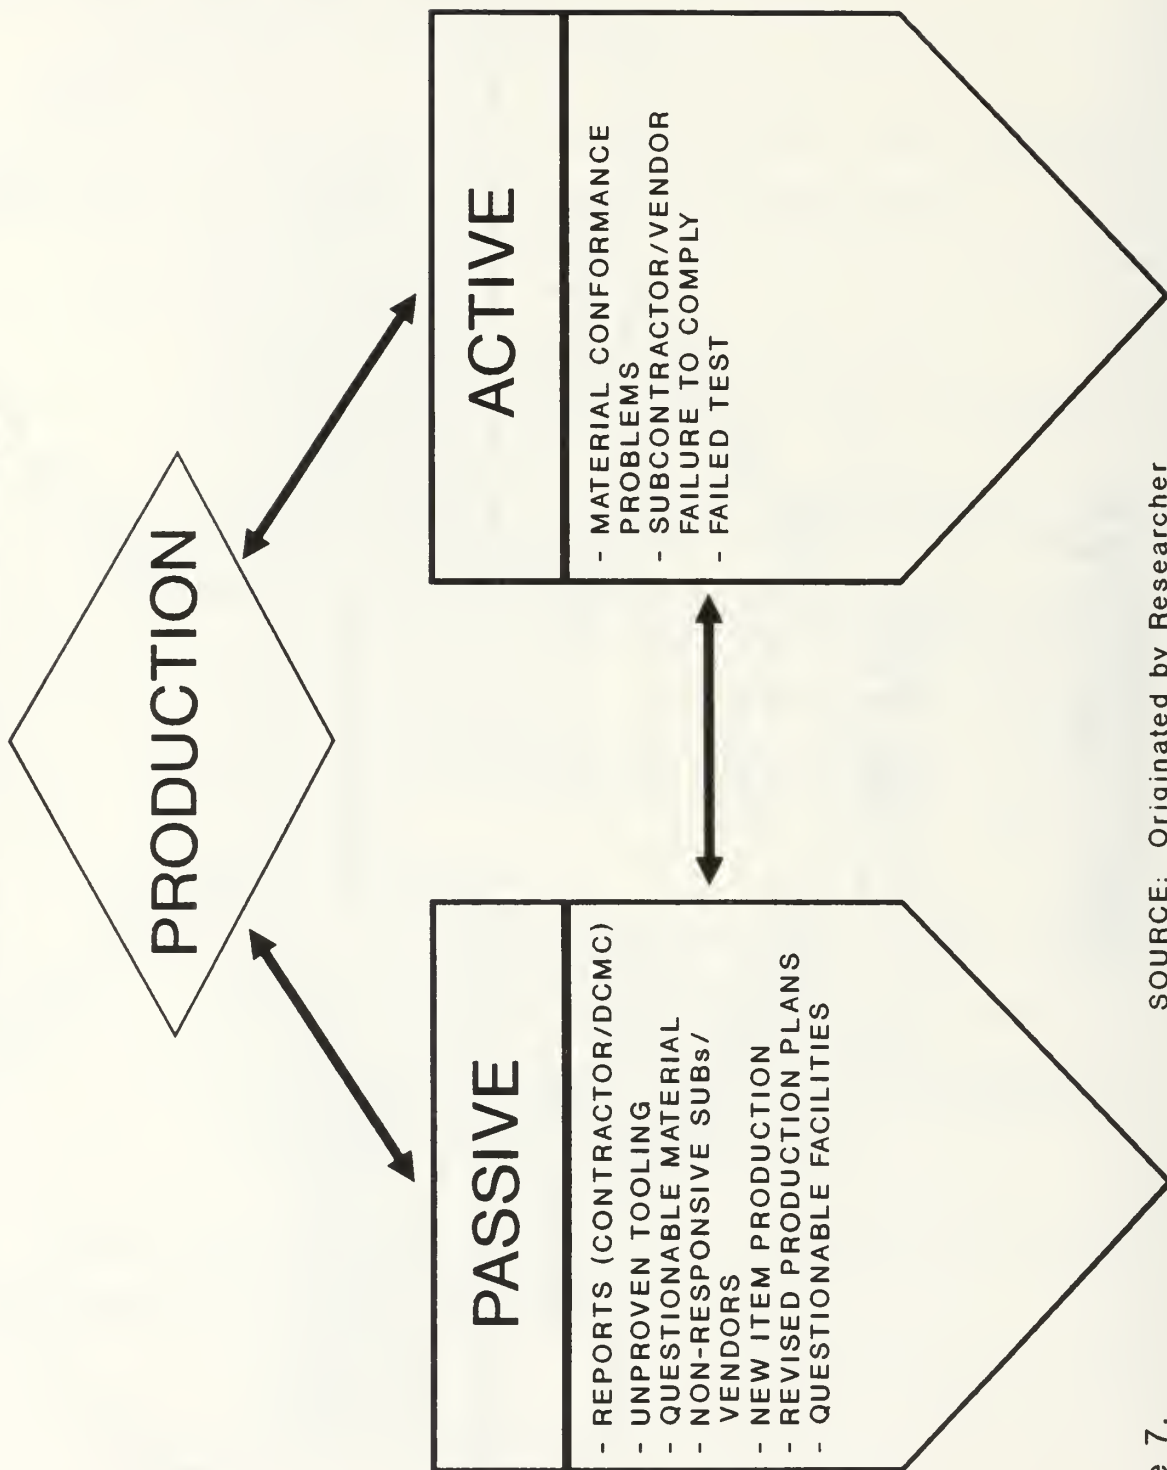 PRODUCTION
PASSIVE
- REPORTS (CONTRACTOR/DCMC)
- UNPROVEN TOOLING
- QUESTIONABLE MATERIAL
- NON-RESPONSIVE SUBs/
VENDORS
- NEW ITEM PRODUCTION
- REVISED PRODUCTION PLANS
- QUESTIONABLE FACILITIES
ACTIVE
- MATERIAL CONFORMANCE
PROBLEMS
- SUBCONTRACTOR/VENDOR
FAILURE TO COMPLY
- FAILED TEST
7.
SOURCE: Originated by Researcher